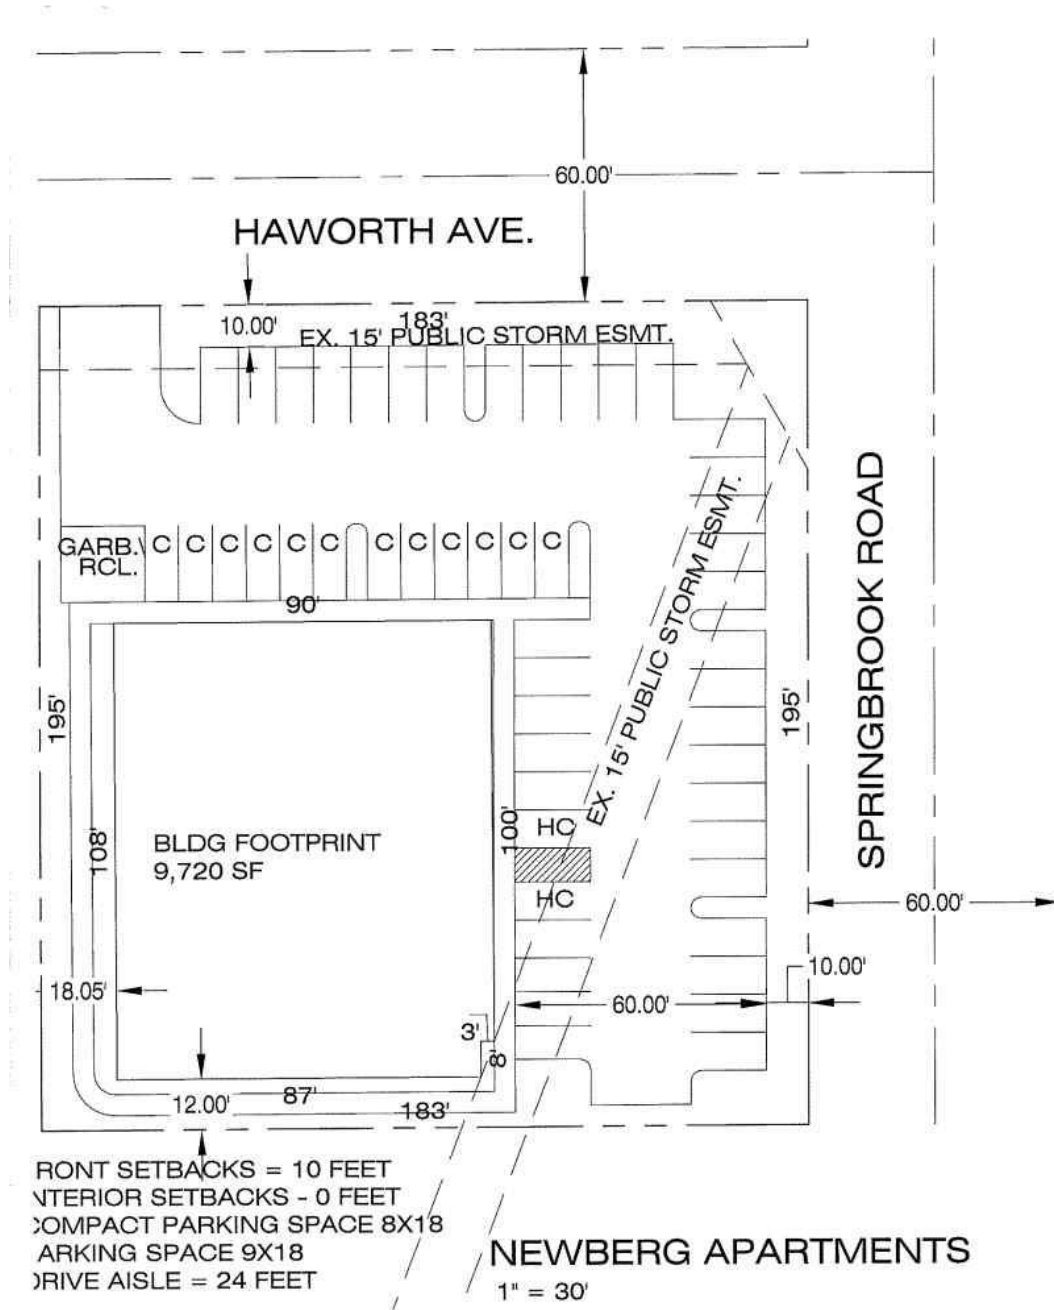 60.00'
HAWORTH AVE.
10.00'
183'
EX. 15' PUBLIC STORM ESMT.
GARB.\
RCL.
C C C C C C C C C C C C
90'
EX. 15' PUBLIC STORM ESMT.
SPRINGBROOK ROAD
195'
195'
108'
100'
BLDG FOOTPRINT
9,720 SF
HC
HC
60.00'
18.05'
60.00'
10.00'
3'
8'
12.00'
87'
183'
RONT SETBACKS = 10 FEET
NTERIOR SETBACKS - 0 FEET
COMPACT PARKING SPACE 8X18
ARKING SPACE 9X18
DRIVE AISLE = 24 FEET
NEWBERG APARTMENTS
1" = 30'